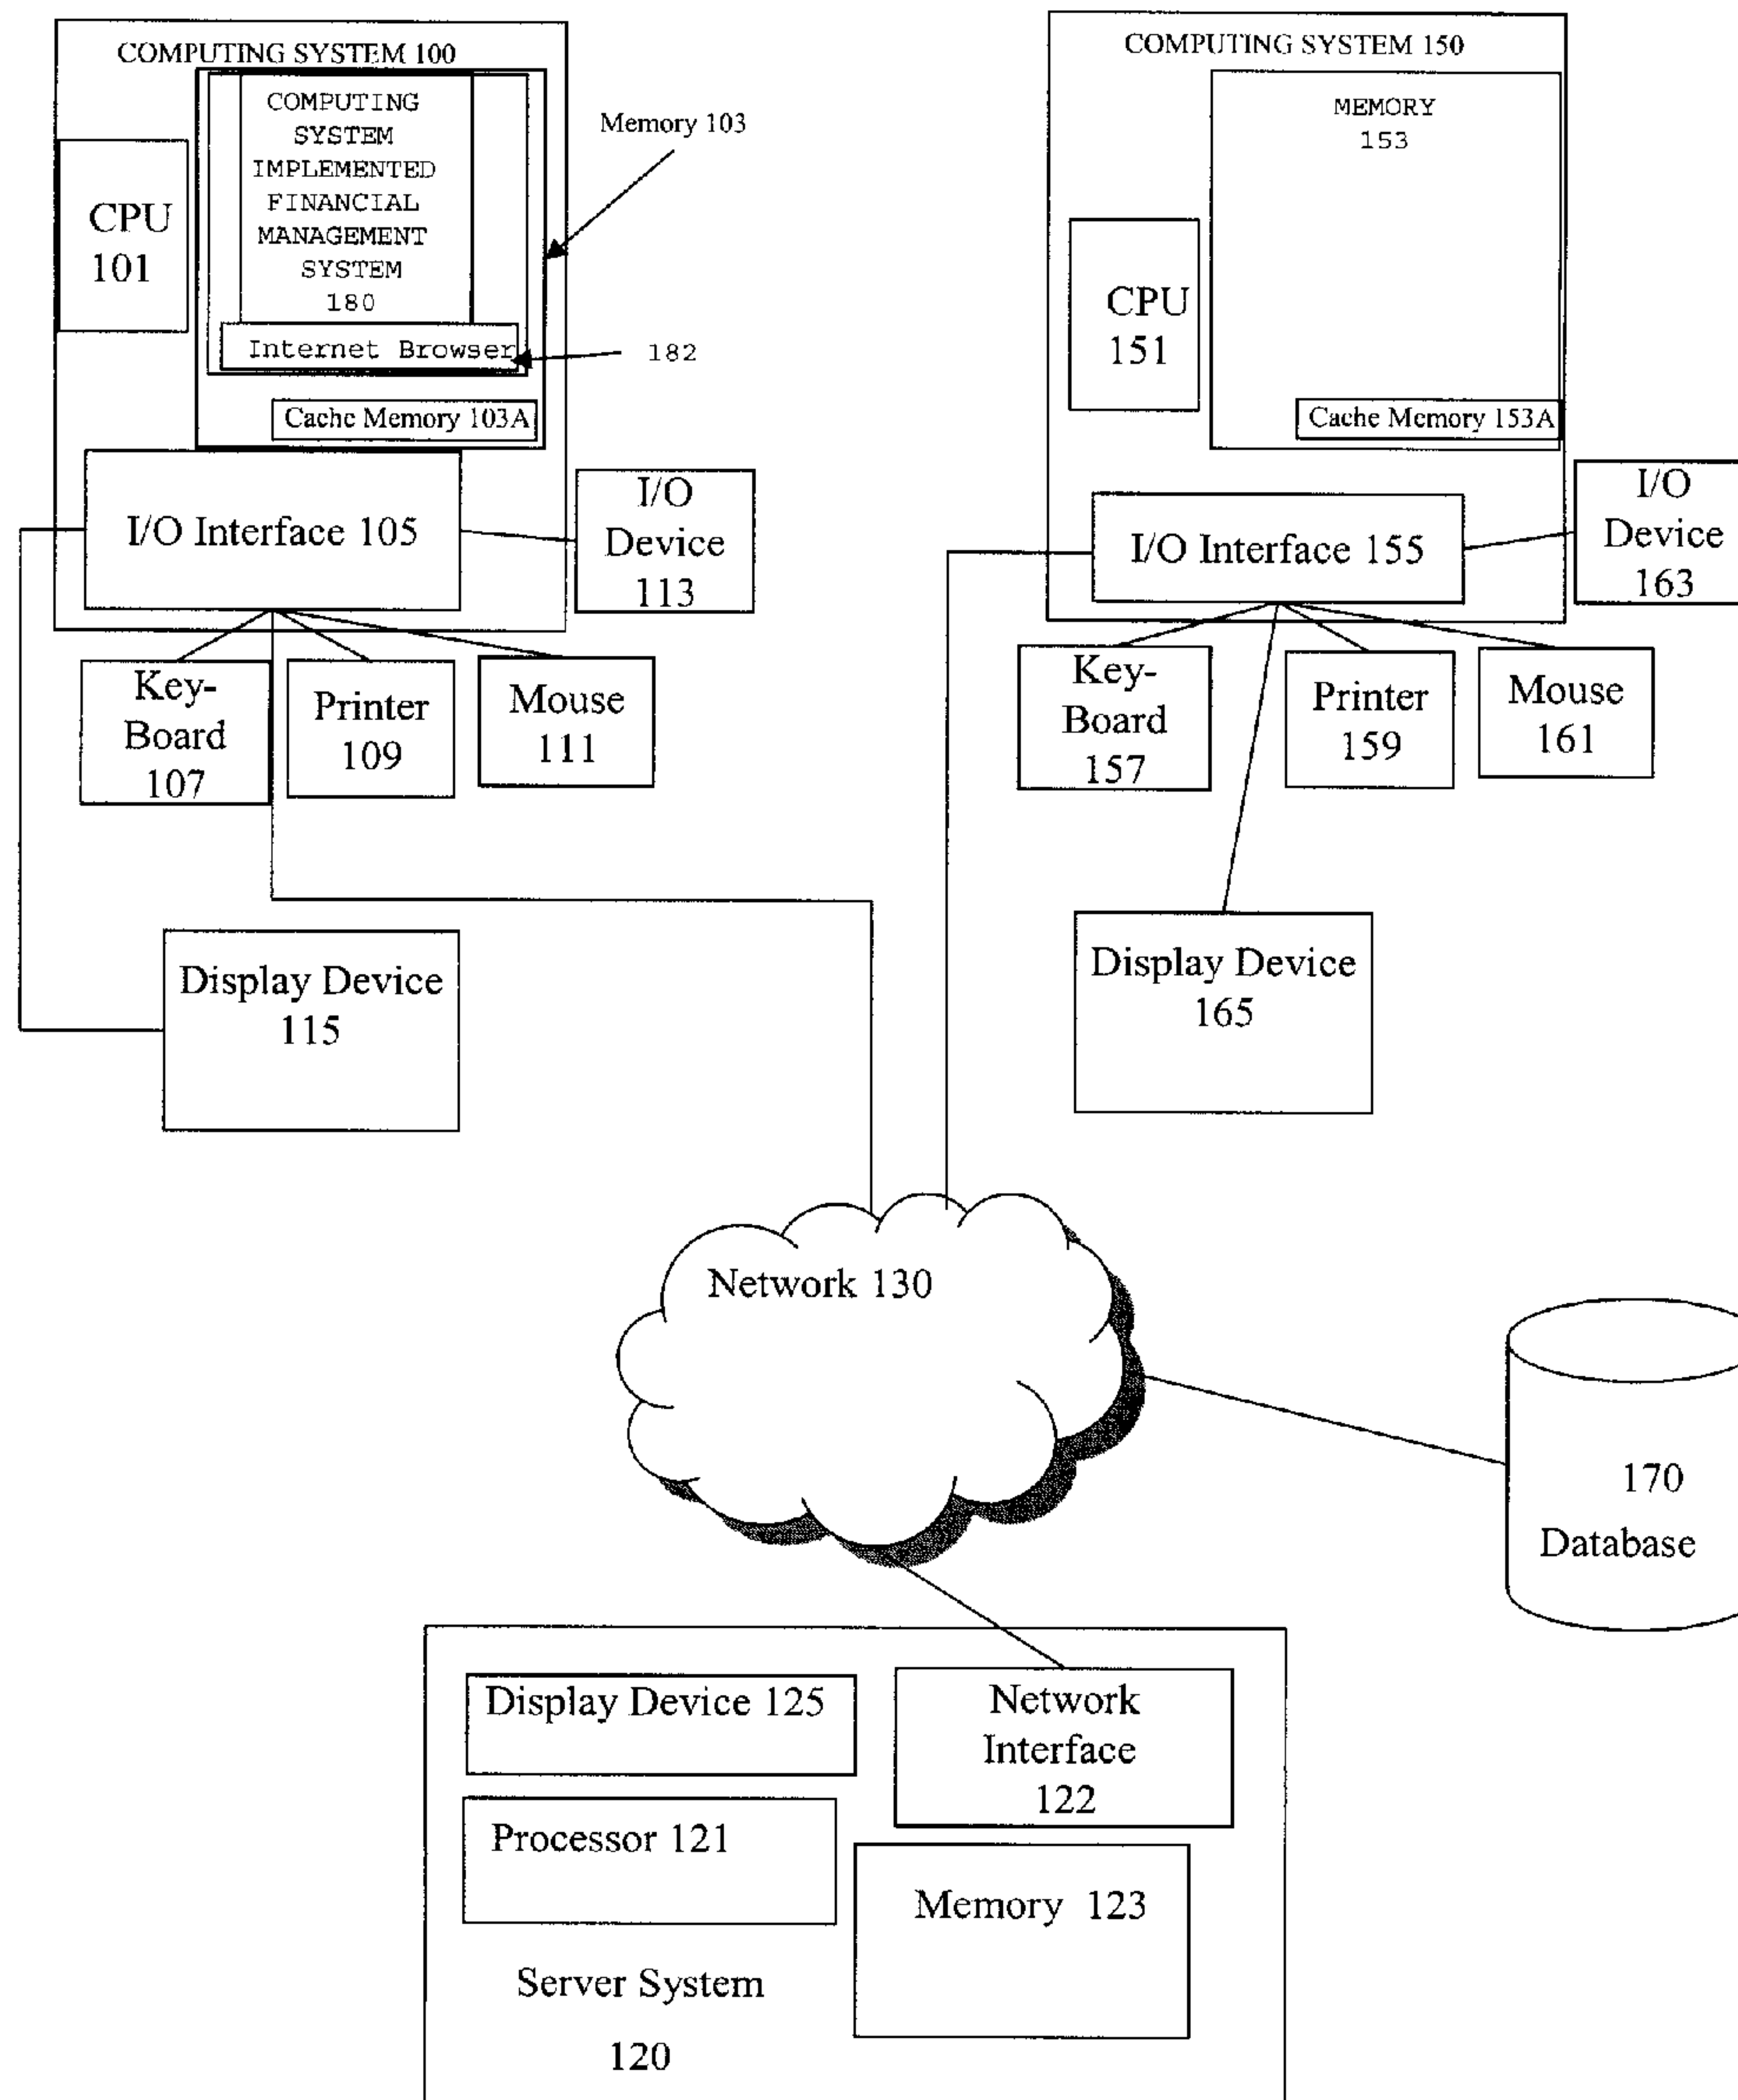 COMPUTING SYSTEM 100
COMPUTING
SYSTEM
IMPLEMENTED
FINANCIAL
MANAGEMENT
SYSTEM
180
Internet Browser
182
Memory 103
CPU
101
Cache Memory 103A
I/O Interface 105
I/O
Device
113
Key-
Board
107
Printer
109
Mouse
111
Display Device
115
COMPUTING SYSTEM 150
MEMORY
153
CPU
151
Cache Memory 153A
I/O Interface 155
I/O
Device
163
Key-
Board
157
Printer
159
Mouse
161
Display Device
165
Network 130
170
Database
Display Device 125
Network
Interface
122
Processor 121
Memory 123
Server System
120